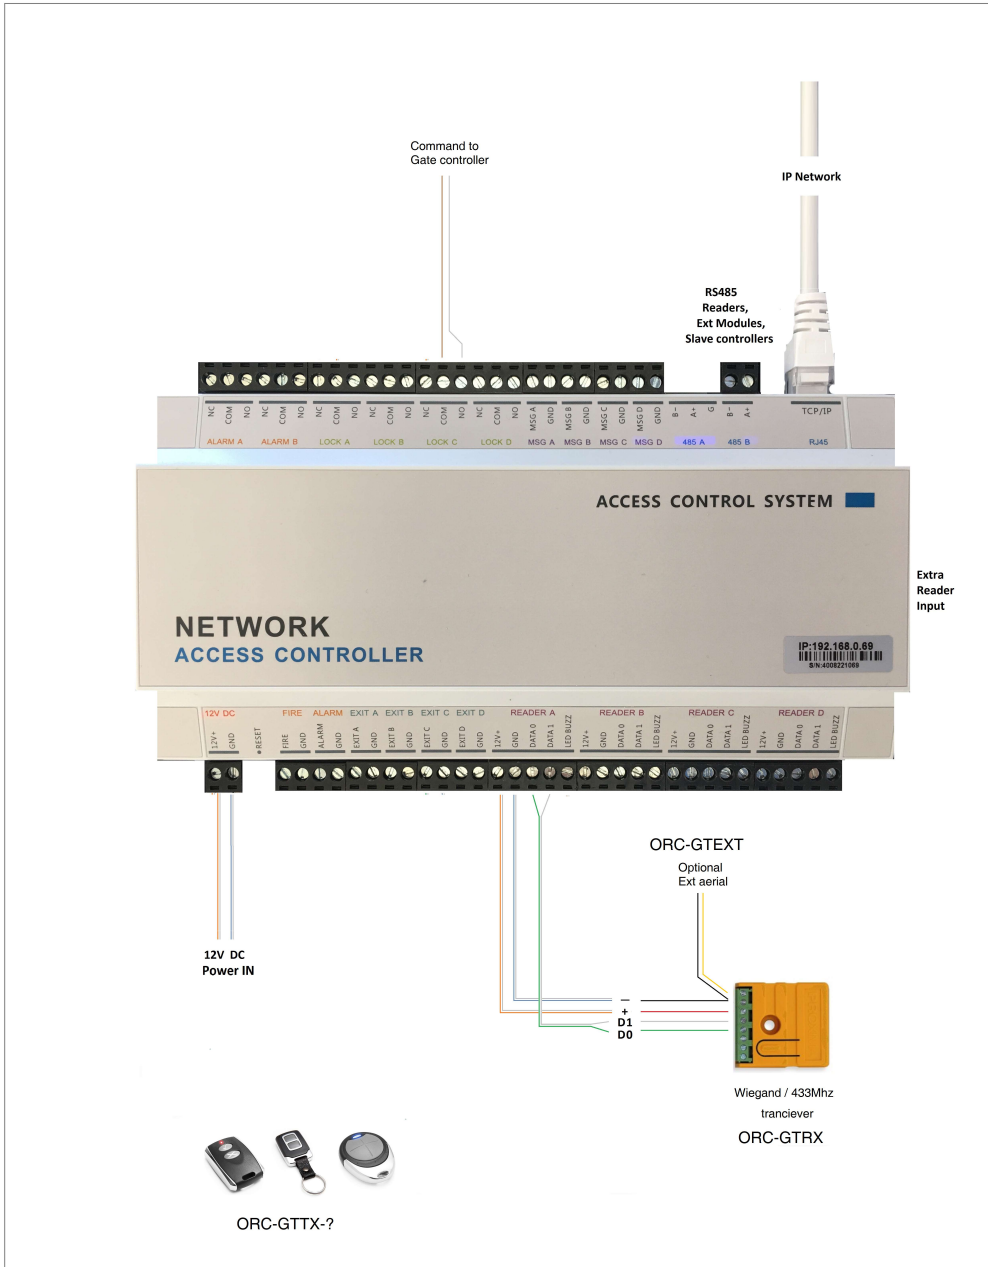 Command to
Gate controller
IP Network
RS485
Readers,
Ext Modules,
Slave controllers
NC COM NO NC COM NO NC COM NO NC COM NO NC COM NO NC COM NO MSG A GND MSG B GND MSG C GND MSG D GND B− A+ G B− A+ TCP/IP
ALARM A ALARM B LOCK A LOCK B LOCK C LOCK D MSG A MSG B MSG C MSG D 485 A 485 B RJ45
ACCESS CONTROL SYSTEM
Extra
Reader
Input
NETWORK
ACCESS CONTROLLER
IP:192.168.0.69
S/N:4008221069
12V DC FIRE ALARM EXIT A EXIT B EXIT C EXIT D READER A READER B READER C READER D
12V+ GND RESET FIRE GND ALARM GND EXIT A GND EXIT B GND EXIT C GND EXIT D GND 12V+ GND DATA 0 DATA 1 LED BUZZ 12V+ GND DATA 0 DATA 1 LED BUZZ 12V+ GND DATA 0 DATA 1 LED BUZZ 12V+ GND DATA 0 DATA 1 LED BUZZ
ORC-GTEXT
Optional
Ext aerial
12V DC
Power IN
—
+
D1
D0
Wiegand / 433Mhz
tranciever
ORC-GTRX
ORC-GTTX-?